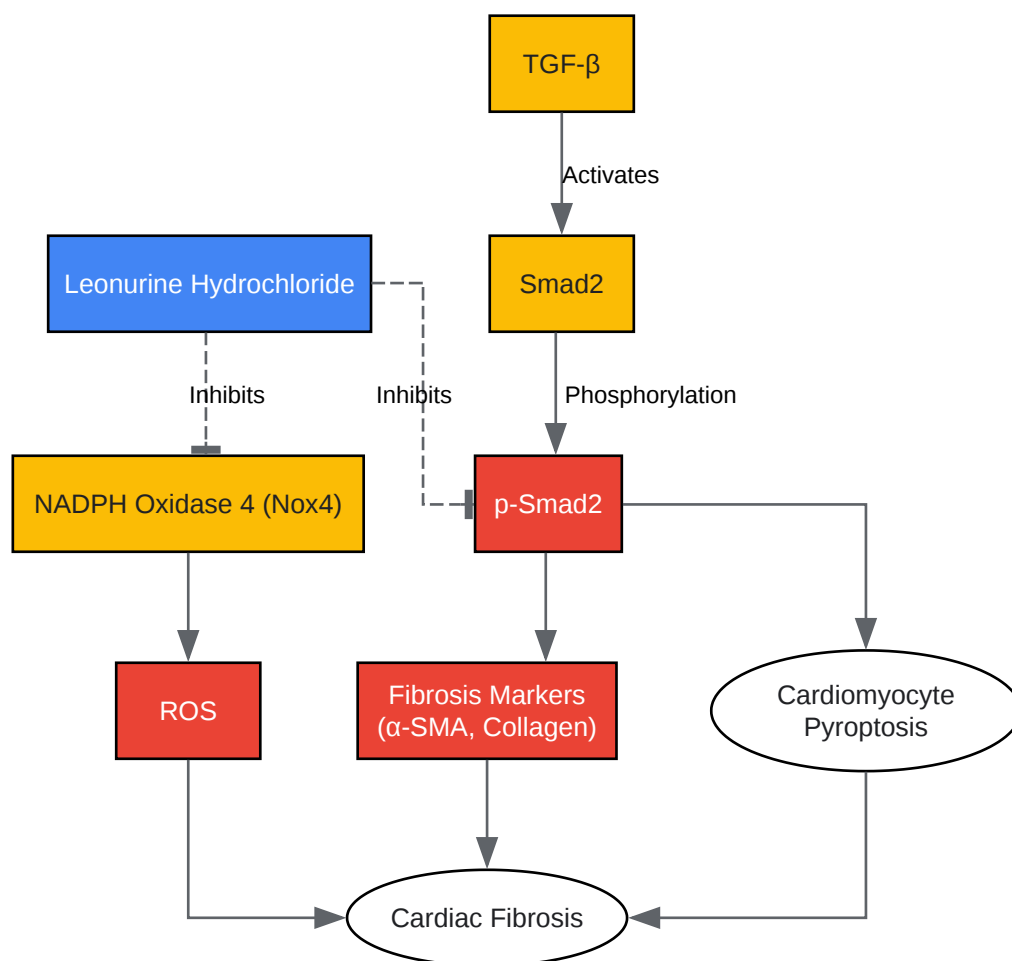 TGF-β
Activates
Leonurine Hydrochloride
Smad2
Inhibits
Inhibits
Phosphorylation
NADPH Oxidase 4 (Nox4)
p-Smad2
ROS
Fibrosis Markers
(α-SMA, Collagen)
Cardiomyocyte
Pyroptosis
Cardiac Fibrosis